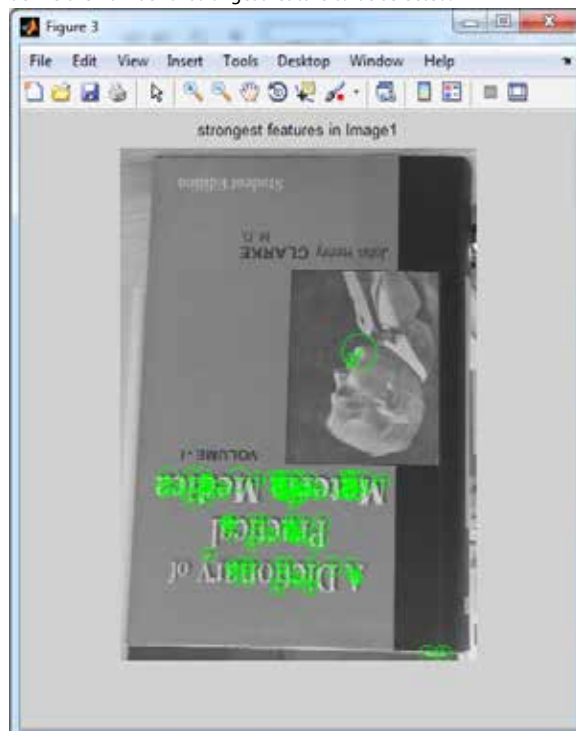 Figure 3
File Edit View Insert Tools Desktop Window Help
strongest features in Image1
A Dictionary of
Practical
Materia Medica
VOLUME - I
John Henry CLARKE
M.D.
Student Edition